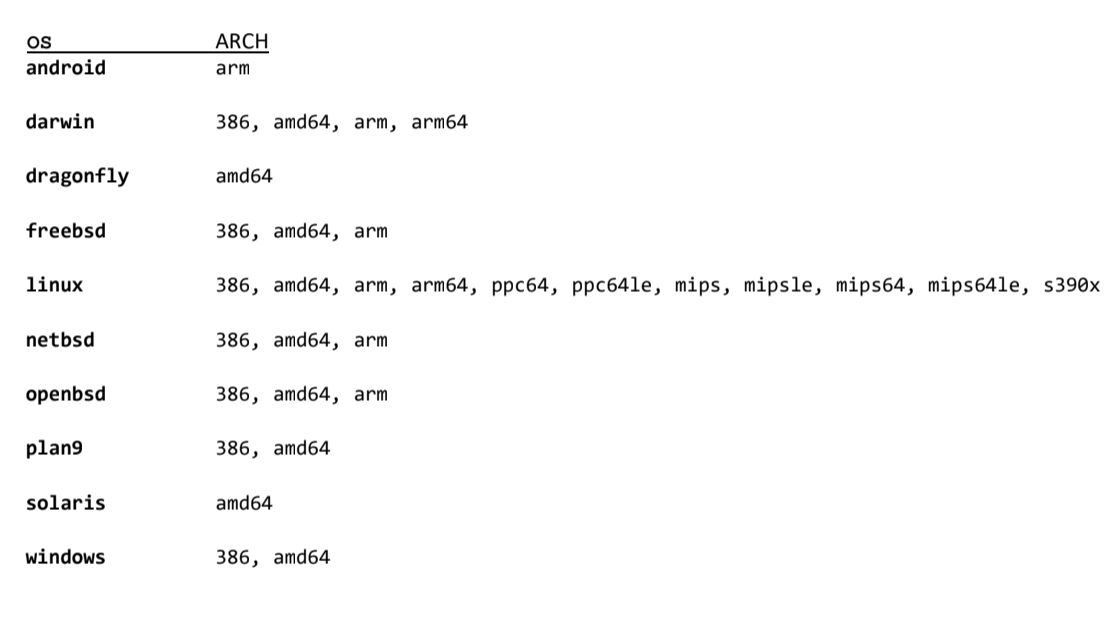 OS ARCH
android arm
darwin 386, amd64, arm, arm64
dragonfly amd64
freebsd 386, amd64, arm
linux 386, amd64, arm, arm64, ppc64, ppc64le, mips, mipsle, mips64, mips64le, s390x
netbsd 386, amd64, arm
openbsd 386, amd64, arm
plan9 386, amd64
solaris amd64
windows 386, amd64